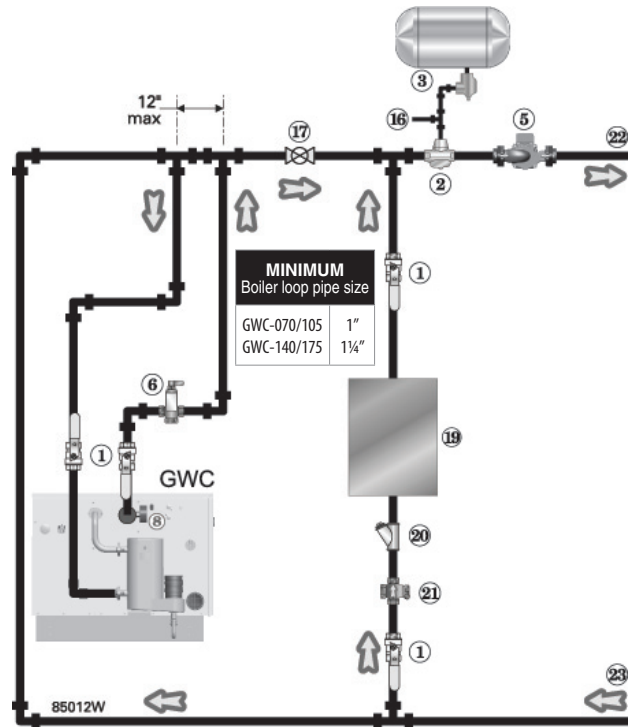 3
12"
max
16
17
5
22
2
MINIMUM
Boiler loop pipe size
GWC-070/105 1"
GWC-140/175 1¼"
1
6
19
1
GWC
8
20
21
1
23
85012W